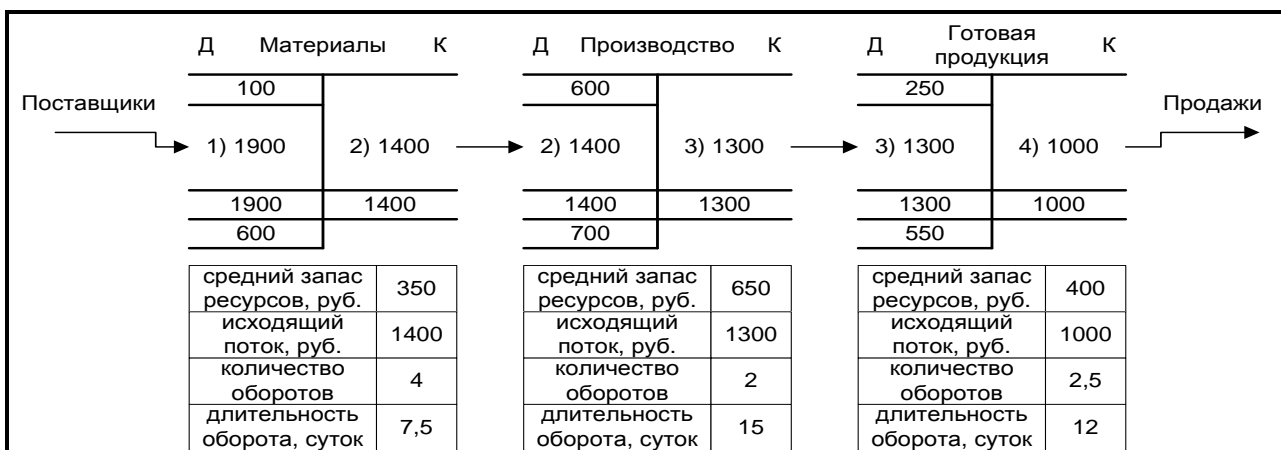 Д Материалы К
Д Производство К
Д Готовая продукция К
Поставщики
100
600
250
Продажи
1) 1900 2) 1400
2) 1400 3) 1300
3) 1300 4) 1000
1900 1400
1400 1300
1300 1000
600
700
550
средний запас
ресурсов, руб. 350
исходящий
поток, руб. 1400
количество
оборотов 4
длительность
оборота, суток 7,5
средний запас
ресурсов, руб. 650
исходящий
поток, руб. 1300
количество
оборотов 2
длительность
оборота, суток 15
средний запас
ресурсов, руб. 400
исходящий
поток, руб. 1000
количество
оборотов 2,5
длительность
оборота, суток 12